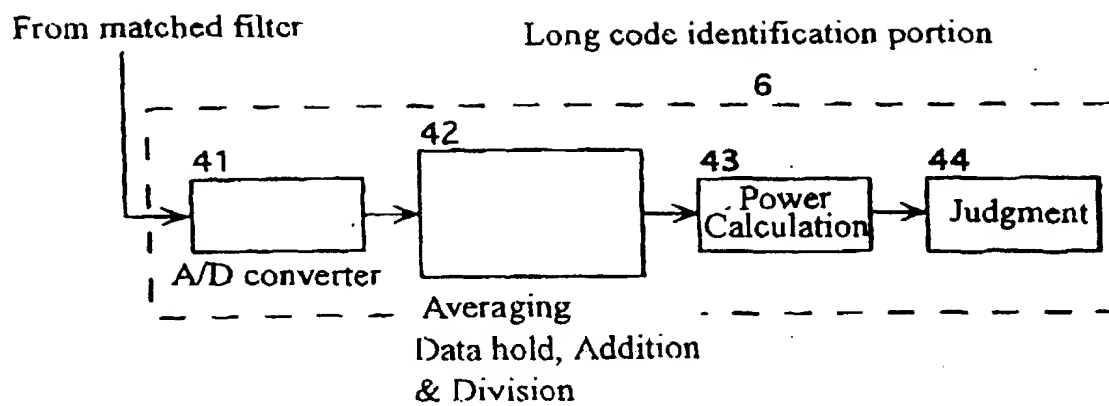 From matched filter
Long code identification portion
6
41
42
43
44
Power
Calculation
Judgment
A/D converter
Averaging
Data hold, Addition
& Division